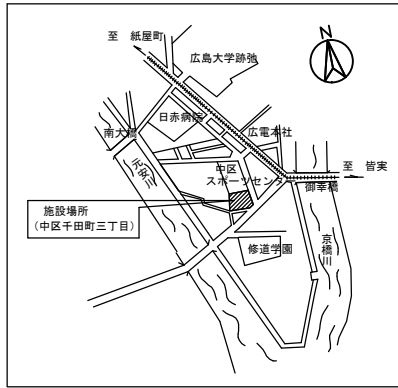 至　紙屋町
広島大学跡地
日赤病院
南大橋
広電本社
元安川
中区
スポーツセンター
至　皆実
御幸橋
施設場所
（中区千田町三丁目）
修道学園
京橋川
N